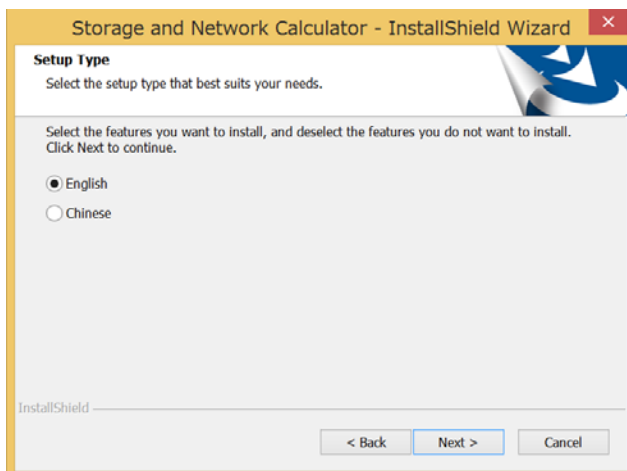 Storage and Network Calculator - InstallShield Wizard
Setup Type
Select the setup type that best suits your needs.
Select the features you want to install, and deselect the features you do not want to install.
Click Next to continue.
English
Chinese
InstallShield
< Back Next > Cancel